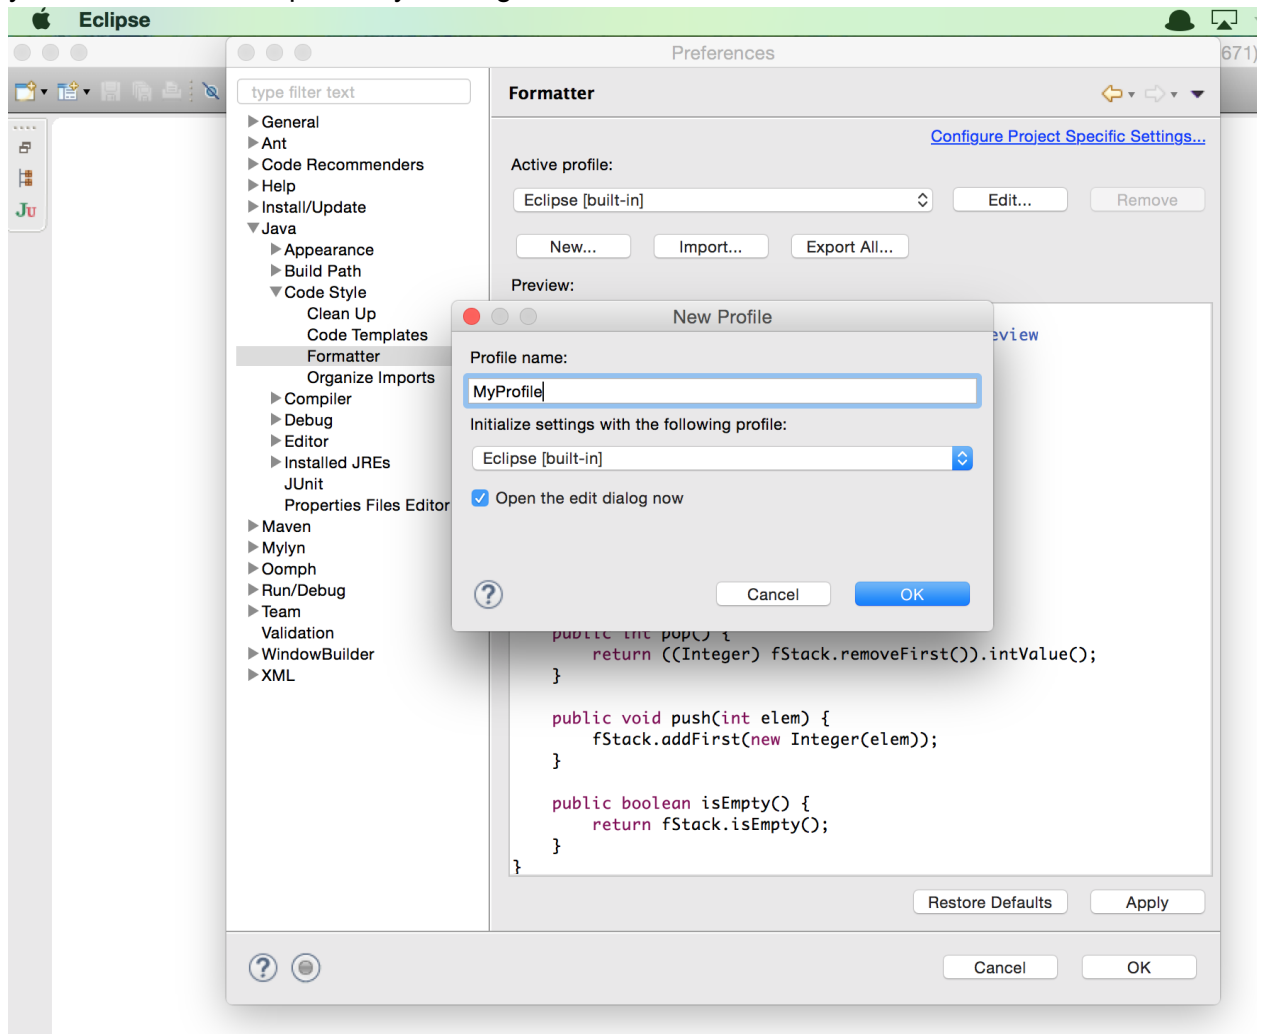 Eclipse
Preferences
671)
type filter text
Formatter
General
Ant
Code Recommenders
Help
Install/Update
Java
Appearance
Build Path
Code Style
Clean Up
Code Templates
Formatter
Organize Imports
Compiler
Debug
Editor
Installed JREs
JUnit
Properties Files Editor
Maven
Mylyn
Oomph
Run/Debug
Team
Validation
WindowBuilder
XML
Ju
Configure Project Specific Settings...
Active profile:
Eclipse [built-in]
Edit...
Remove
New...
Import...
Export All...
Preview:
eview
New Profile
Profile name:
MyProfile
Initialize settings with the following profile:
Eclipse [built-in]
Open the edit dialog now
Cancel
OK
public int pop() {
return ((Integer) fStack.removeFirst()).intValue();
}
public void push(int elem) {
fStack.addFirst(new Integer(elem));
}
public boolean isEmpty() {
return fStack.isEmpty();
}
}
Restore Defaults
Apply
Cancel
OK